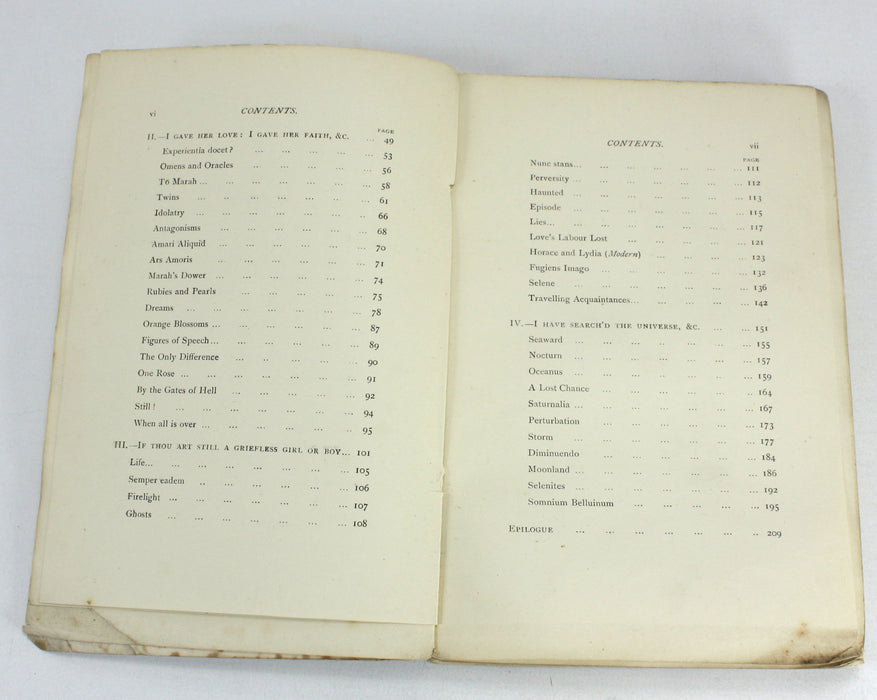 vi CONTENTS.
PAGE
II.—I GAVE HER LOVE: I GAVE HER FAITH, &C. ... 49
Experientia docet? ... ... ... ... ... 53
Omens and Oracles ... ... ... ... 56
Tô Marah ... ... ... ... ... ... ... 58
Twins ... .. ... ... ... ... ... 61
Idolatry ... ... ... ... ... ... .. 66
Antagonisms ... ... ... ... ... ... 68
Amari Aliquid ... ... ... ... ... ... 70
Ars Amoris ... ... ... ... ... ... 71
Marah's Dower ... ... ... ... ... ... 74
Rubies and Pearls ... ... ... ... ... 75
Dreams ... ... ... ... ... ... ... 78
Orange Blossoms ... ... ... ... ... ... 87
Figures of Speech ... ... ... ... ... ... 89
The Only Difference ... .. ... ... ... 90
One Rose ... ... ... ... ... ... ... 91
By the Gates of Hell ... ... ... ... ... 92
Still! ... ... ... ... ... ... ... 94
When all is over ... ... ... ... ... ... 95
III.—IF THOU ART STILL A GRIEFLESS GIRL OR BOY... 101
Life... ... ... ... ... ... ... ... 105
Semper eadem .. ... ... ... ... ... 106
Firelight ... ... ... ... ... ... ... 107
Ghosts ... ... ... ... ... ... ... 108
CONTENTS. vii
PAGE
Nunc stans... ... ... ... ... ... ... 111
Perversity ... ... ... ... ... ... ... 112
Haunted ... ... ... ... ... ... ... 113
Episode ... ... ... ... ... ... ... 115
Lies... ... ... ... ... ... ... ... 117
Love's Labour Lost ... ... ... ... ... 121
Horace and Lydia (Modern) ... ... ... ... 123
Fugiens Imago ... ... ... ... ... ... 132
Selene ... ... ... ... ... ... ... 136
Travelling Acquaintances... ... ... ... ... 142
IV.—I HAVE SEARCH'D THE UNIVERSE, &C. ... ... 151
Seaward ... ... ... ... ... ... ... 155
Nocturn ... ... ... ... ... ... ... 157
Oceanus ... ... ... ... ... ... ... 159
A Lost Chance ... ... ... ... ... .. 164
Saturnalia ... ... ... ... ... ... ... 167
Perturbation ... ... ... ... ... ... 173
Storm ... ... ... ... ... ... ... 177
Diminuendo ... ... ... ... ... ... 184
Moonland ... ... ... ... ... ... ... 186
Selenites ... ... ... ... ... ... ... 192
Somnium Belluinum ... ... ... ... ... 195
EPILOGUE ... ... ... ... ... ... .. 209